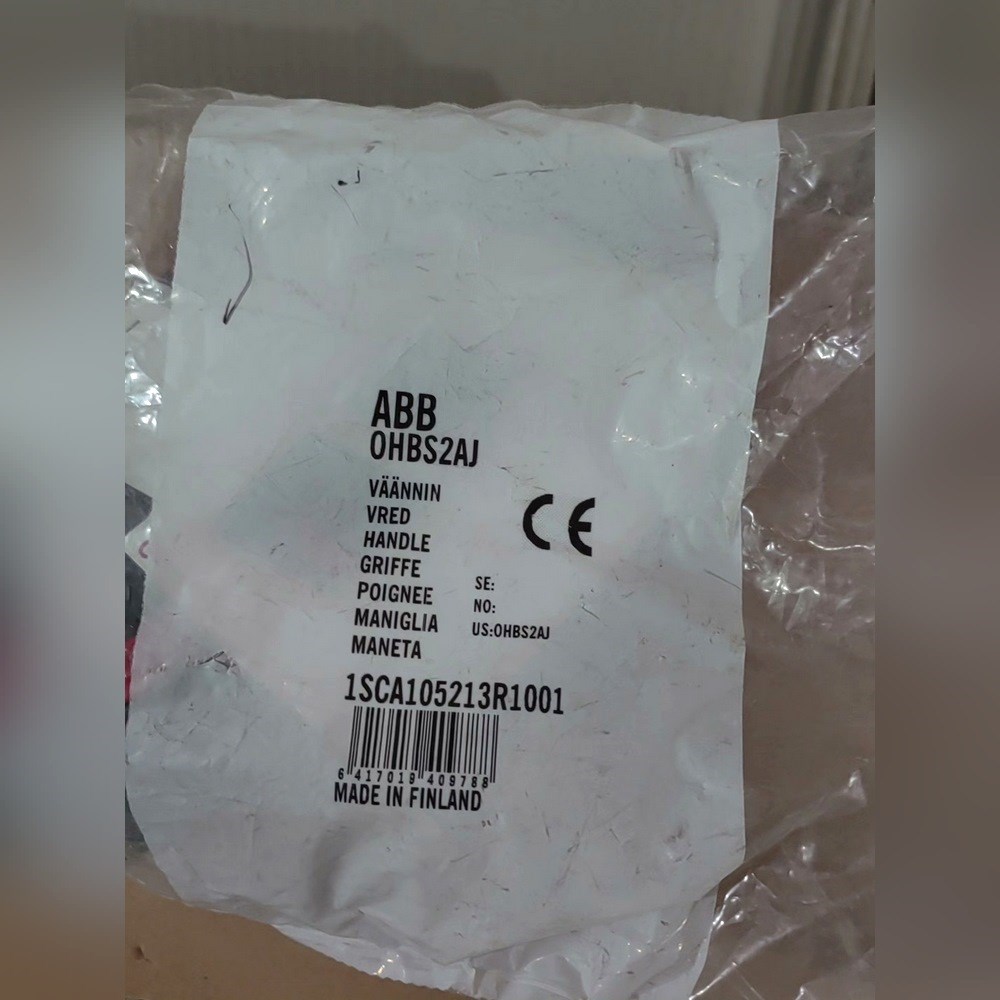 ABB
OHBS2AJ
VÄÄNNIN
VRED
HANDLE
GRIFFE
POIGNEE
MANIGLIA
MANETA
CE
SE:
NO:
US:OHBS2AJ
1SCA105213R1001
6 417019 409788
MADE IN FINLAND